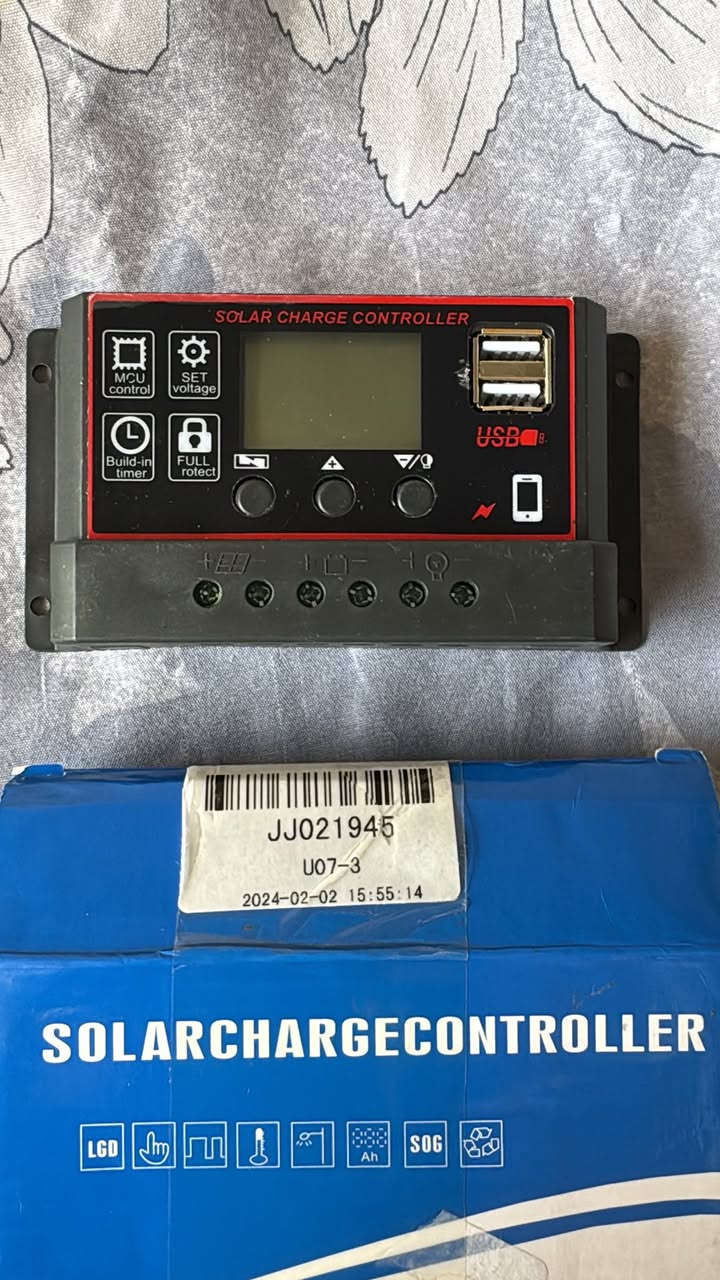 SOLAR CHARGE CONTROLLER
MCU
control
SET
voltage
Build-in
timer
FULL
rotect
USB
JJ021945
U07-3
2024-02-02 15:55:14
SOLARCHARGECONTROLLER
LGD
Ah
SOG